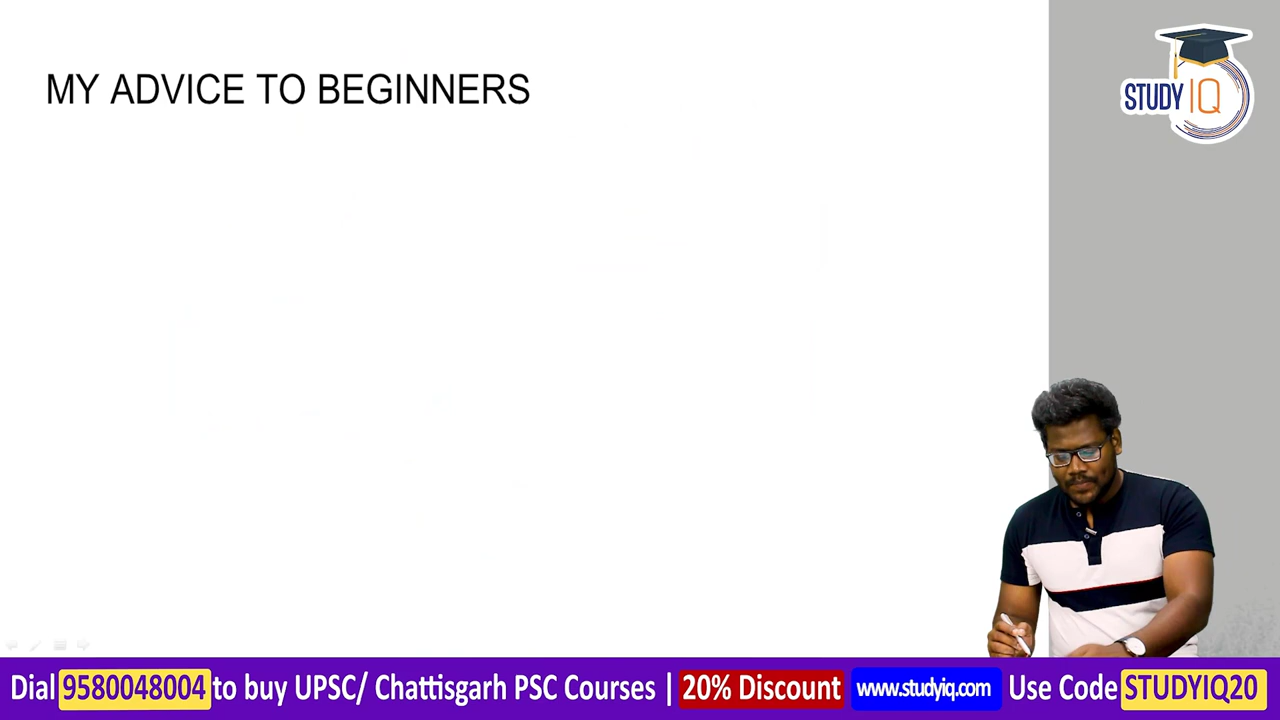 MY ADVICE TO BEGINNERS
STUDY IQ
Dial 9580048004 to buy UPSC/ Chattisgarh PSC Courses | 20% Discount www.studyiq.com Use Code STUDYIQ20